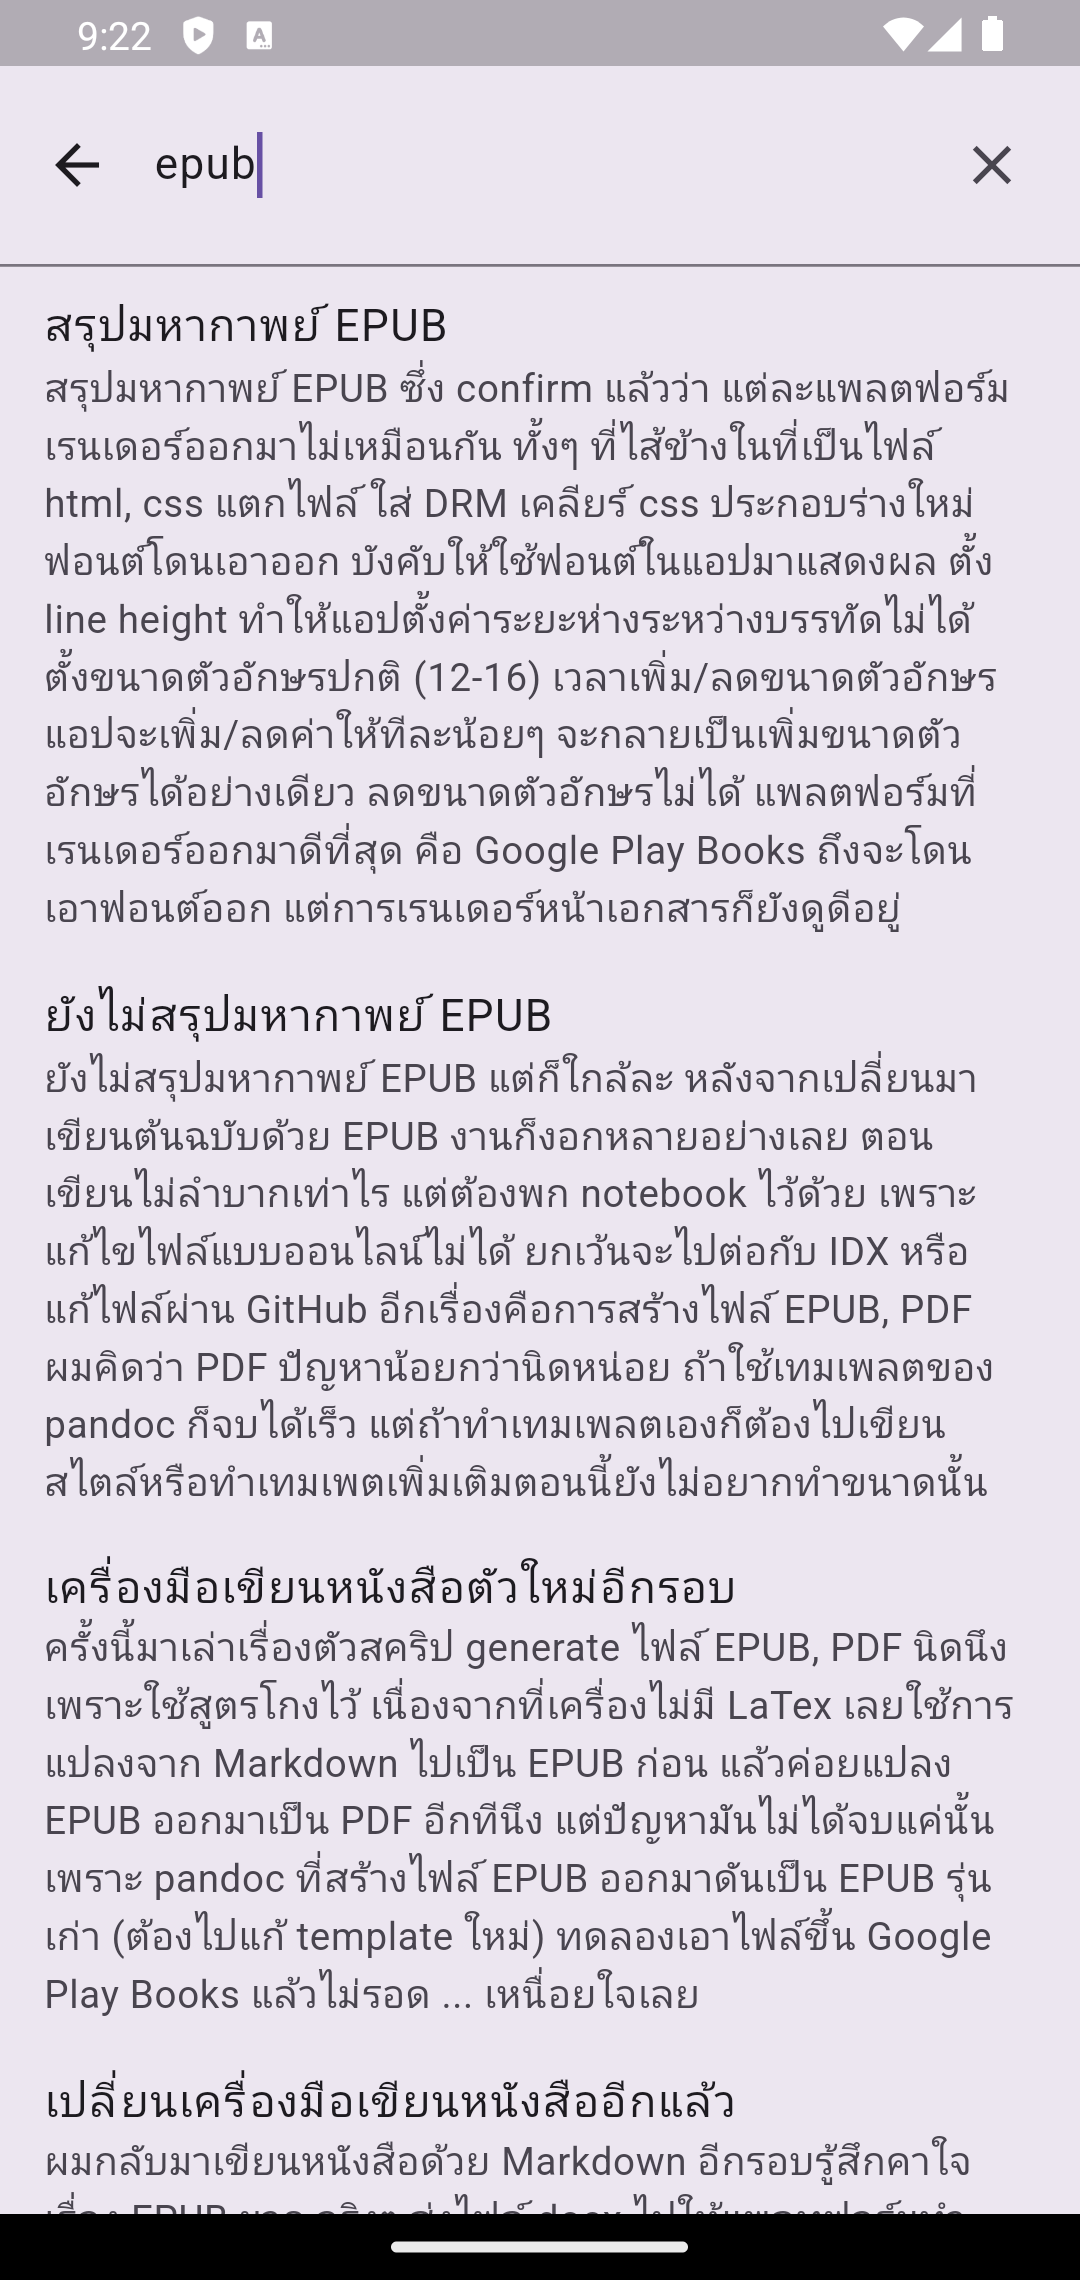 9:22
epub
สรุปมหากาพย์ EPUB
สรุปมหากาพย์ EPUB ซึ่ง confirm แล้วว่า แต่ละแพลตฟอร์ม
เรนเดอร์ออกมาไม่เหมือนกัน ทั้งๆ ที่ไส้ข้างในที่เป็นไฟล์
html, css แตกไฟล์ ใส่ DRM เคลียร์ css ประกอบร่างใหม่
ฟอนต์โดนเอาออก บังคับให้ใช้ฟอนต์ในแอปมาแสดงผล ตั้ง
line height ทำให้แอปตั้งค่าระยะห่างระหว่างบรรทัดไม่ได้
ตั้งขนาดตัวอักษรปกติ (12-16) เวลาเพิ่ม/ลดขนาดตัวอักษร
แอปจะเพิ่ม/ลดค่าให้ทีละน้อยๆ จะกลายเป็นเพิ่มขนาดตัว
อักษรได้อย่างเดียว ลดขนาดตัวอักษรไม่ได้ แพลตฟอร์มที่
เรนเดอร์ออกมาดีที่สุด คือ Google Play Books ถึงจะโดน
เอาฟอนต์ออก แต่การเรนเดอร์หน้าเอกสารก็ยังดูดีอยู่
ยังไม่สรุปมหากาพย์ EPUB
ยังไม่สรุปมหากาพย์ EPUB แต่ก็ใกล้ละ หลังจากเปลี่ยนมา
เขียนต้นฉบับด้วย EPUB งานก็งอกหลายอย่างเลย ตอน
เขียนไม่ลำบากเท่าไร แต่ต้องพก notebook ไว้ด้วย เพราะ
แก้ไขไฟล์แบบออนไลน์ไม่ได้ ยกเว้นจะไปต่อกับ IDX หรือ
แก้ไฟล์ผ่าน GitHub อีกเรื่องคือการสร้างไฟล์ EPUB, PDF
ผมคิดว่า PDF ปัญหาน้อยกว่านิดหน่อย ถ้าใช้เทมเพลตของ
pandoc ก็จบได้เร็ว แต่ถ้าทำเทมเพลตเองก็ต้องไปเขียน
สไตล์หรือทำเทมเพตเพิ่มเติมตอนนี้ยังไม่อยากทำขนาดนั้น
เครื่องมือเขียนหนังสือตัวใหม่อีกรอบ
ครั้งนี้มาเล่าเรื่องตัวสคริป generate ไฟล์ EPUB, PDF นิดนึง
เพราะใช้สูตรโกงไว้ เนื่องจากที่เครื่องไม่มี LaTex เลยใช้การ
แปลงจาก Markdown ไปเป็น EPUB ก่อน แล้วค่อยแปลง
EPUB ออกมาเป็น PDF อีกทีนึง แต่ปัญหามันไม่ได้จบแค่นั้น
เพราะ pandoc ที่สร้างไฟล์ EPUB ออกมาดันเป็น EPUB รุ่น
เก่า (ต้องไปแก้ template ใหม่) ทดลองเอาไฟล์ขึ้น Google
Play Books แล้วไม่รอด ... เหนื่อยใจเลย
เปลี่ยนเครื่องมือเขียนหนังสืออีกแล้ว
ผมกลับมาเขียนหนังสือด้วย Markdown อีกรอบรู้สึกคาใจ